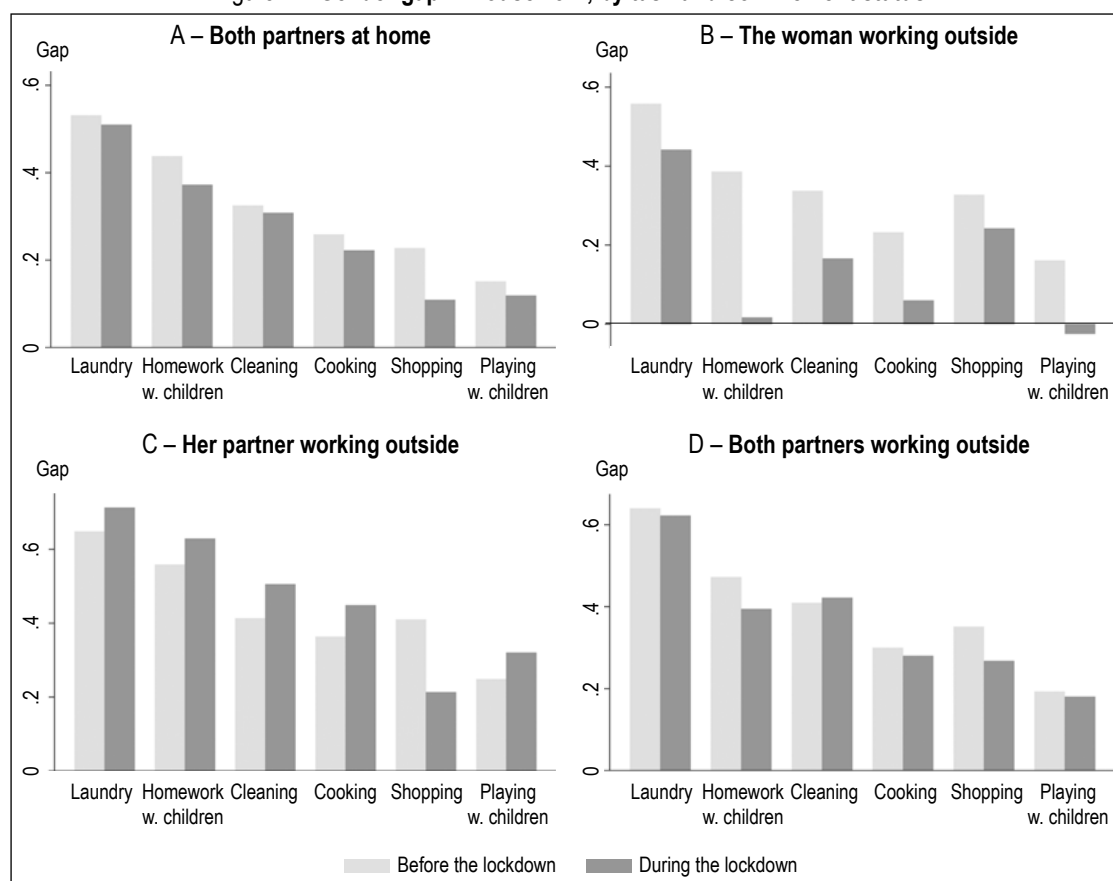 A – Both partners at home
Gap
.6
.4
.2
0
Laundry Homework Cleaning Cooking Shopping Playing
w. children w. children
B – The woman working outside
Gap
.6
.4
.2
0
Laundry Homework Cleaning Cooking Shopping Playing
w. children w. children
C – Her partner working outside
Gap
.6
.4
.2
0
Laundry Homework Cleaning Cooking Shopping Playing
w. children w. children
D – Both partners working outside
Gap
.6
.4
.2
0
Laundry Homework Cleaning Cooking Shopping Playing
w. children w. children
Before the lockdown During the lockdown